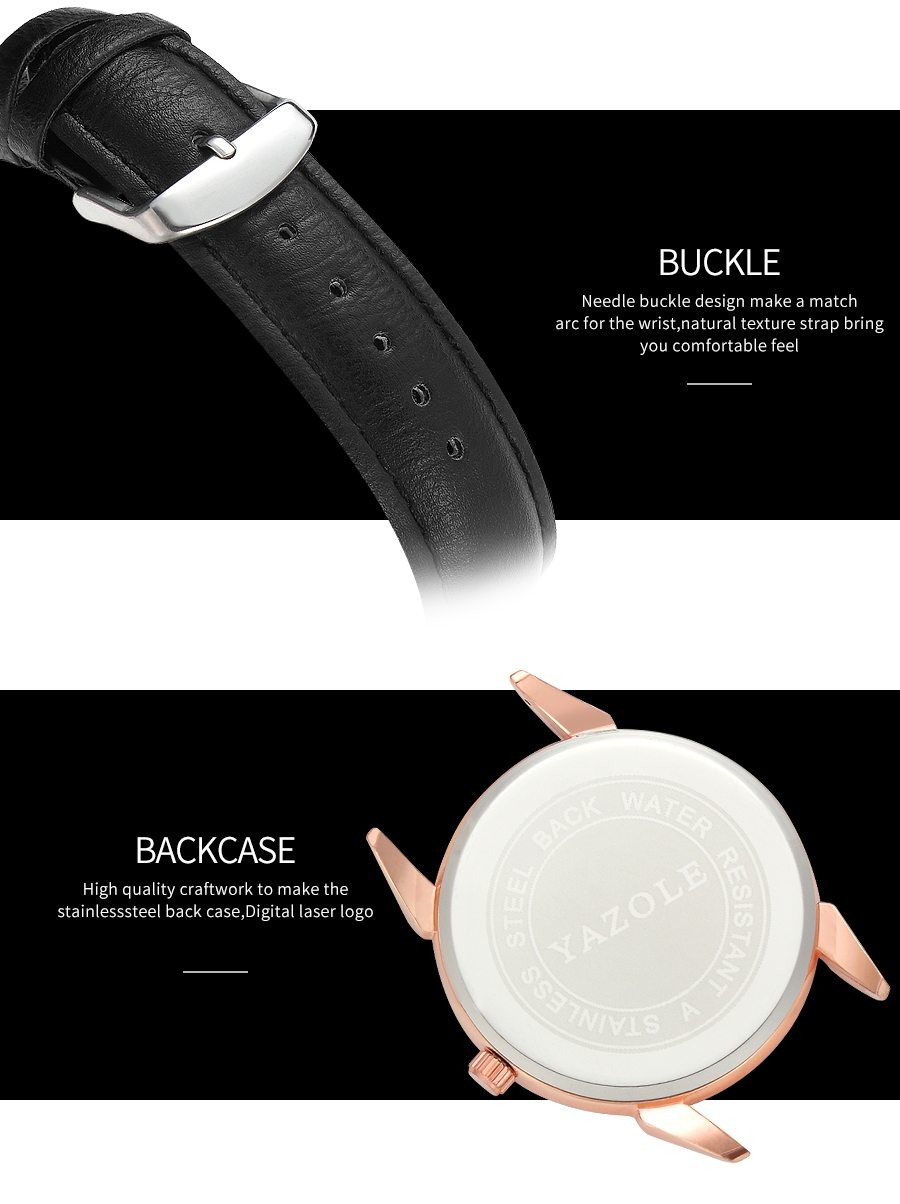 BUCKLE
Needle buckle design make a match
arc for the wrist,natural texture strap bring
you comfortable feel
BACKCASE
High quality craftwork to make the
stainlesssteel back case,Digital laser logo
STAINLESS STEEL BACK WATER RESISTANT A
YAZOLE